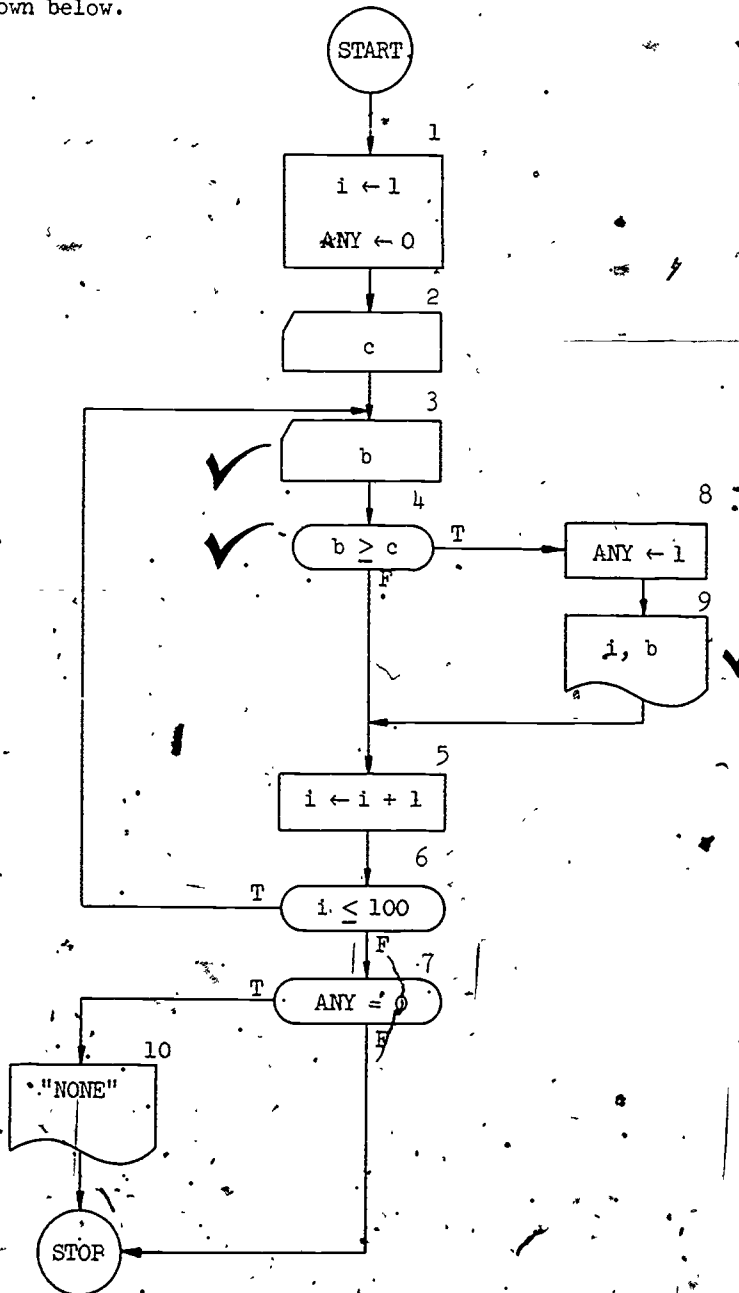 own below.
START
1
i ← 1
ANY ← 0
2
c
3
b
4
b ≥ c
T
F
8
ANY ← 1
9
i, b
5
i ← i + 1
6
i ≤ 100
T
F
7
ANY = 0
T
F
10
"NONE"
STOP